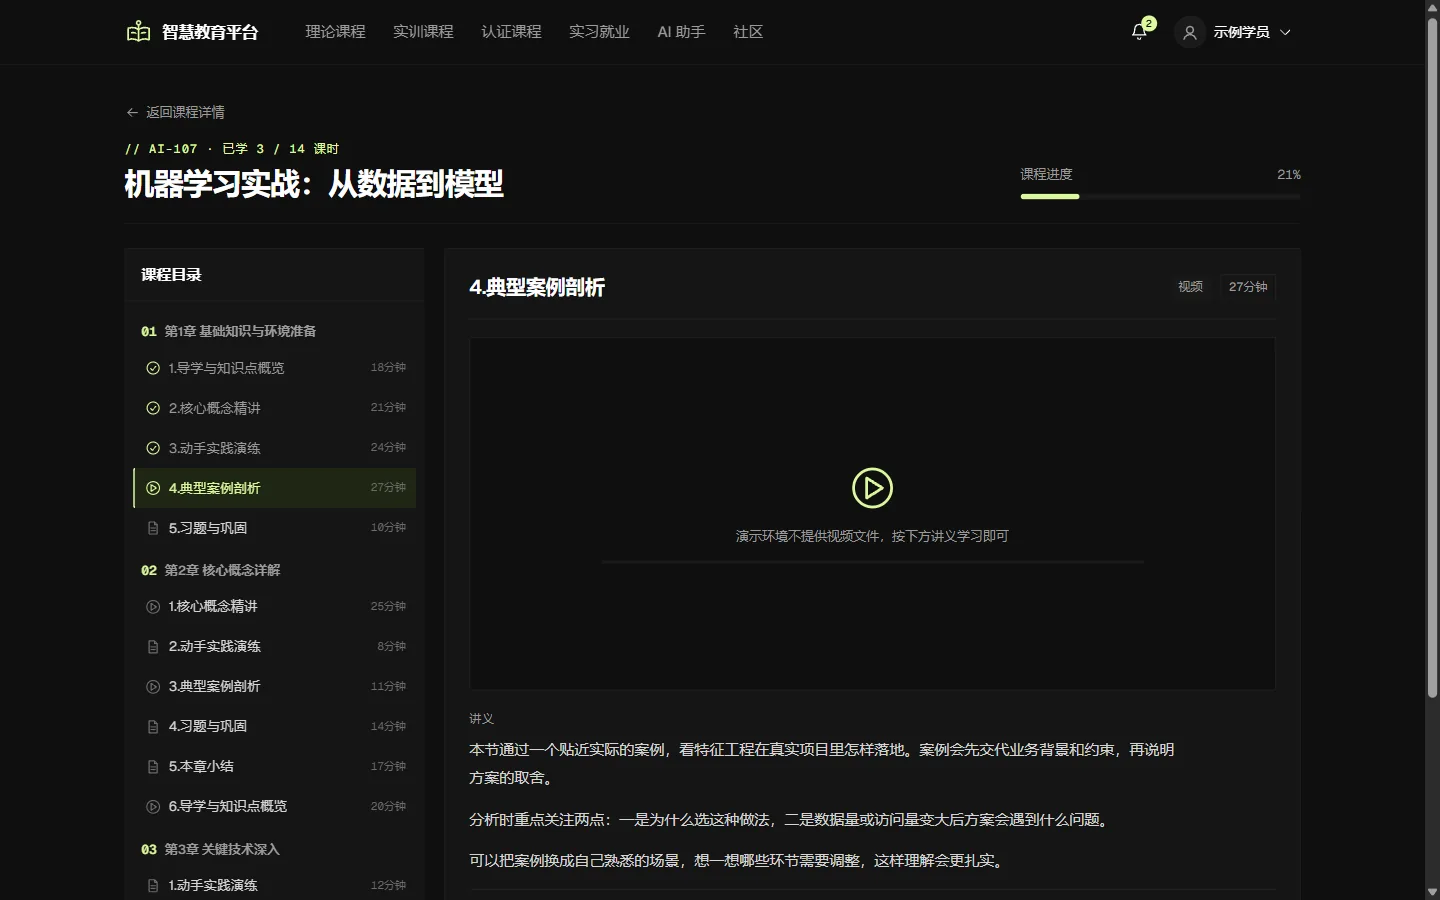 智慧教育平台 理论课程 实训课程 认证课程 实习就业 AI 助手 社区 2 示例学员
返回课程详情
// AI-107 · 已学 3 / 14 课时
机器学习实战：从数据到模型
课程进度 21%
课程目录
01 第1章 基础知识与环境准备
1.导学与知识点概览 18分钟
2.核心概念精讲 21分钟
3.动手实践演练 24分钟
4.典型案例剖析 27分钟
5.习题与巩固 10分钟
02 第2章 核心概念详解
1.核心概念精讲 25分钟
2.动手实践演练 8分钟
3.典型案例剖析 11分钟
4.习题与巩固 14分钟
5.本章小结 17分钟
6.导学与知识点概览 20分钟
03 第3章 关键技术深入
1.动手实践演练 12分钟
4.典型案例剖析 视频 27分钟
演示环境不提供视频文件，按下方讲义学习即可
讲义
本节通过一个贴近实际的案例，看特征工程在真实项目里怎样落地。案例会先交代业务背景和约束，再说明
方案的取舍。
分析时重点关注两点：一是为什么选这种做法，二是数据量或访问量变大后方案会遇到什么问题。
可以把案例换成自己熟悉的场景，想一想哪些环节需要调整，这样理解会更扎实。